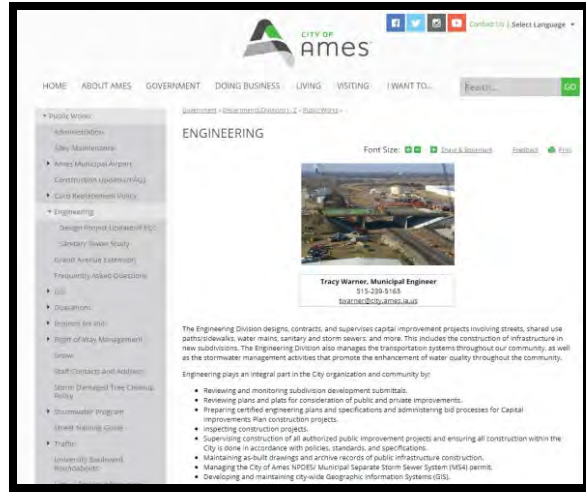 CITY OF
Ames
Contact Us | Select Language
HOME ABOUT AMES GOVERNMENT DOING BUSINESS LIVING VISITING I WANT TO...
Search... GO
Public Works
Administration
Alley Maintenance
Ames Municipal Airport
Construction Updates/FAQs
Curb Replacement Policy
Engineering
Design Project Updates/FAQs
Sanitary Sewer Study
Grand Avenue Extension
Frequently Asked Questions
GIS
Operations
Right of Way Management
Snow
Staff Contacts and Address
Storm Damaged Tree Cleanup
Policy
Stormwater Program
Street Naming Guide
Traffic
University Boulevard
Roundabouts
Government » Departments/Divisions I - Z » Public Works »
ENGINEERING
Font Size: Share & Bookmark Feedback Print
Tracy Warner, Municipal Engineer
515-239-5163
twarner@city.ames.ia.us
The Engineering Division designs, contracts, and supervises capital improvement projects involving streets, shared use
paths/sidewalks, water mains, sanitary and storm sewers, and more. This includes the construction of infrastructure in
new subdivisions. The Engineering Division also manages the transportation systems throughout our community, as well
as the stormwater management activities that promote the enhancement of water quality throughout the community.
Engineering plays an integral part in the City organization and community by:
• Reviewing and monitoring subdivision development submittals.
• Reviewing plans and plats for consideration of public and private improvements.
• Preparing certified engineering plans and specifications and administering bid processes for Capital
Improvements Plan construction projects.
• Inspecting construction projects.
• Supervising construction of all authorized public improvement projects and ensuring all construction within the
City is done in accordance with policies, standards, and specifications.
• Maintaining as-built drawings and archive records of public infrastructure construction.
• Managing the City of Ames NPDES/ Municipal Separate Storm Sewer System (MS4) permit.
• Developing and maintaining city-wide Geographic Information Systems (GIS).